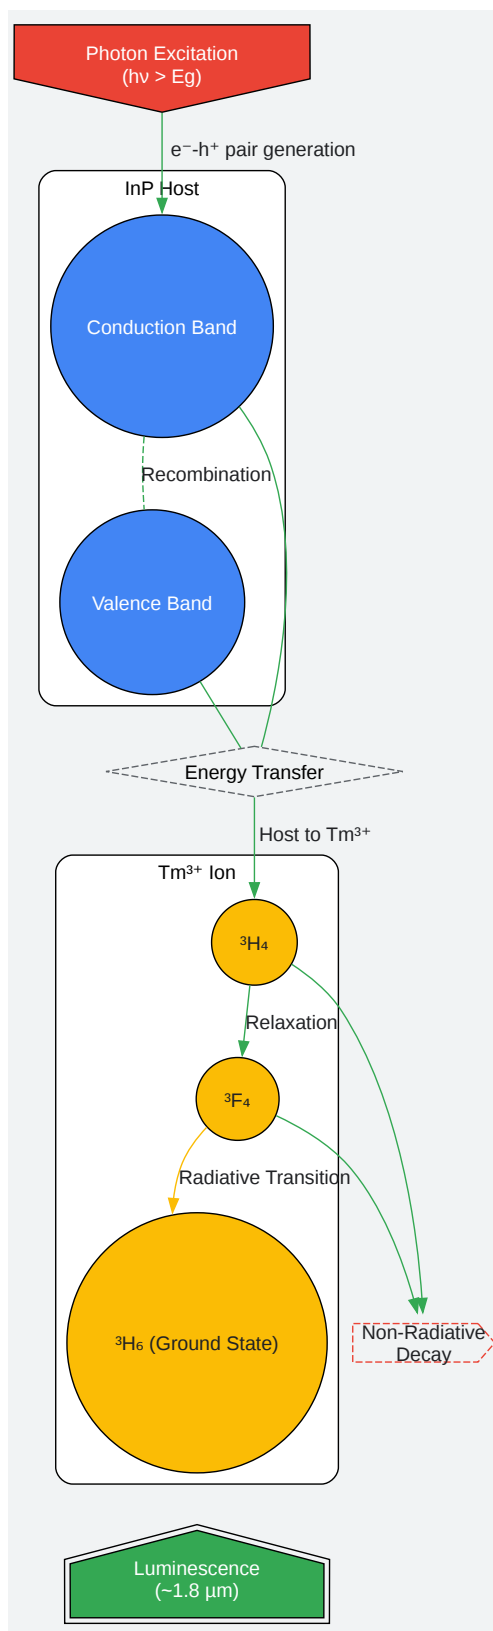 Photon Excitation
(hν > Eg)
e⁻-h⁺ pair generation
InP Host
Conduction Band
Recombination
Valence Band
Energy Transfer
Host to Tm³⁺
Tm³⁺ Ion
³H₄
Relaxation
³F₄
Radiative Transition
Non-Radiative
Decay
³H₆ (Ground State)
Luminescence
(~1.8 µm)